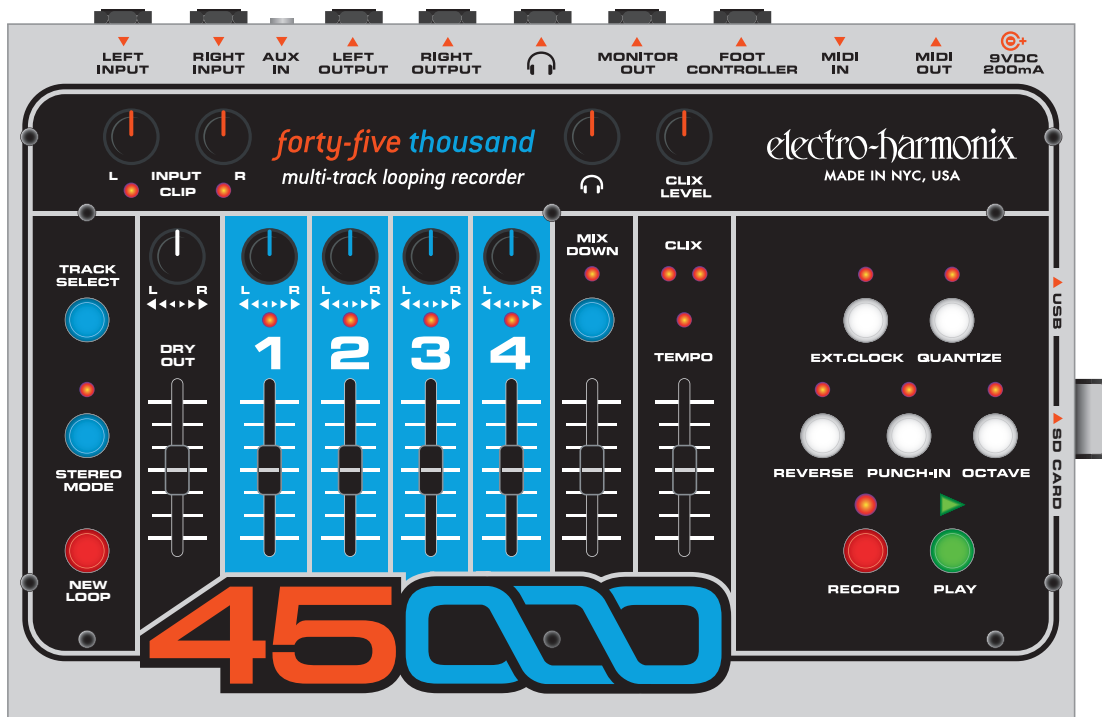 LEFT INPUT
RIGHT INPUT
AUX IN
LEFT OUTPUT
RIGHT OUTPUT
MONITOR OUT
FOOT CONTROLLER
MIDI IN
MIDI OUT
9VDC 200mA
forty-five thousand
multi-track looping recorder
electro-harmonix
MADE IN NYC, USA
L INPUT R
CLIP
CLIX
LEVEL
TRACK
SELECT
STEREO
MODE
NEW
LOOP
L R
DRY
OUT
L R
1
L R
2
L R
3
L R
4
MIX
DOWN
CLIX
TEMPO
EXT.CLOCK
QUANTIZE
REVERSE
PUNCH-IN
OCTAVE
RECORD
PLAY
USB
SD CARD
45000